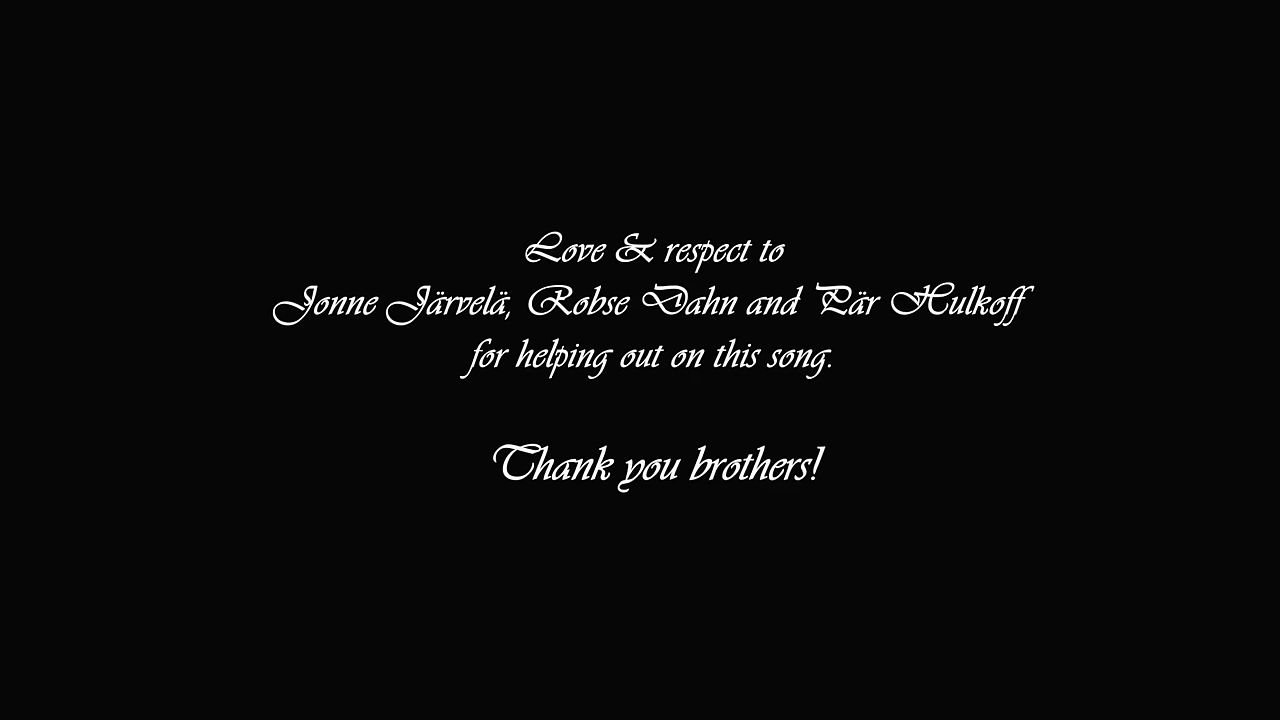 Love & respect to
Jonne Järvelä, Robse Dahn and Pär Hulkoff
for helping out on this song.
Thank you brothers!